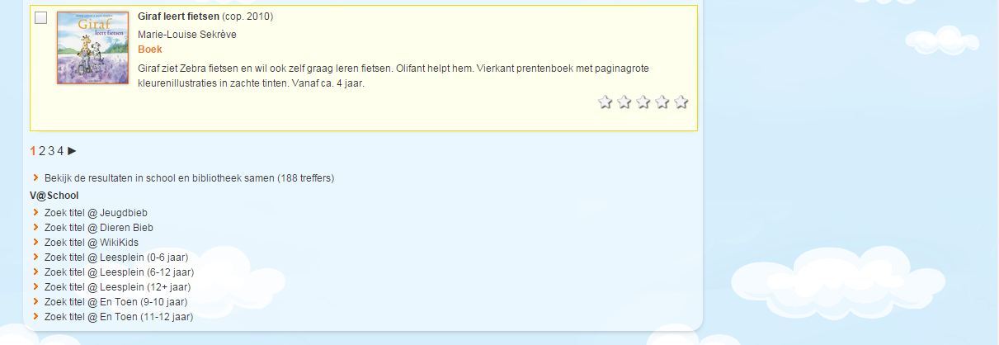 Giraf
leert fietsen
Giraf leert fietsen (cop. 2010)
Marie-Louise Sekrève
Boek
Giraf ziet Zebra fietsen en wil ook zelf graag leren fietsen. Olifant helpt hem. Vierkant prentenboek met paginagrote
kleurenillustraties in zachte tinten. Vanaf ca. 4 jaar.
1 2 3 4
Bekijk de resultaten in school en bibliotheek samen (188 treffers)
V@School
Zoek titel @ Jeugdbieb
Zoek titel @ Dieren Bieb
Zoek titel @ WikiKids
Zoek titel @ Leesplein (0-6 jaar)
Zoek titel @ Leesplein (6-12 jaar)
Zoek titel @ Leesplein (12+ jaar)
Zoek titel @ En Toen (9-10 jaar)
Zoek titel @ En Toen (11-12 jaar)